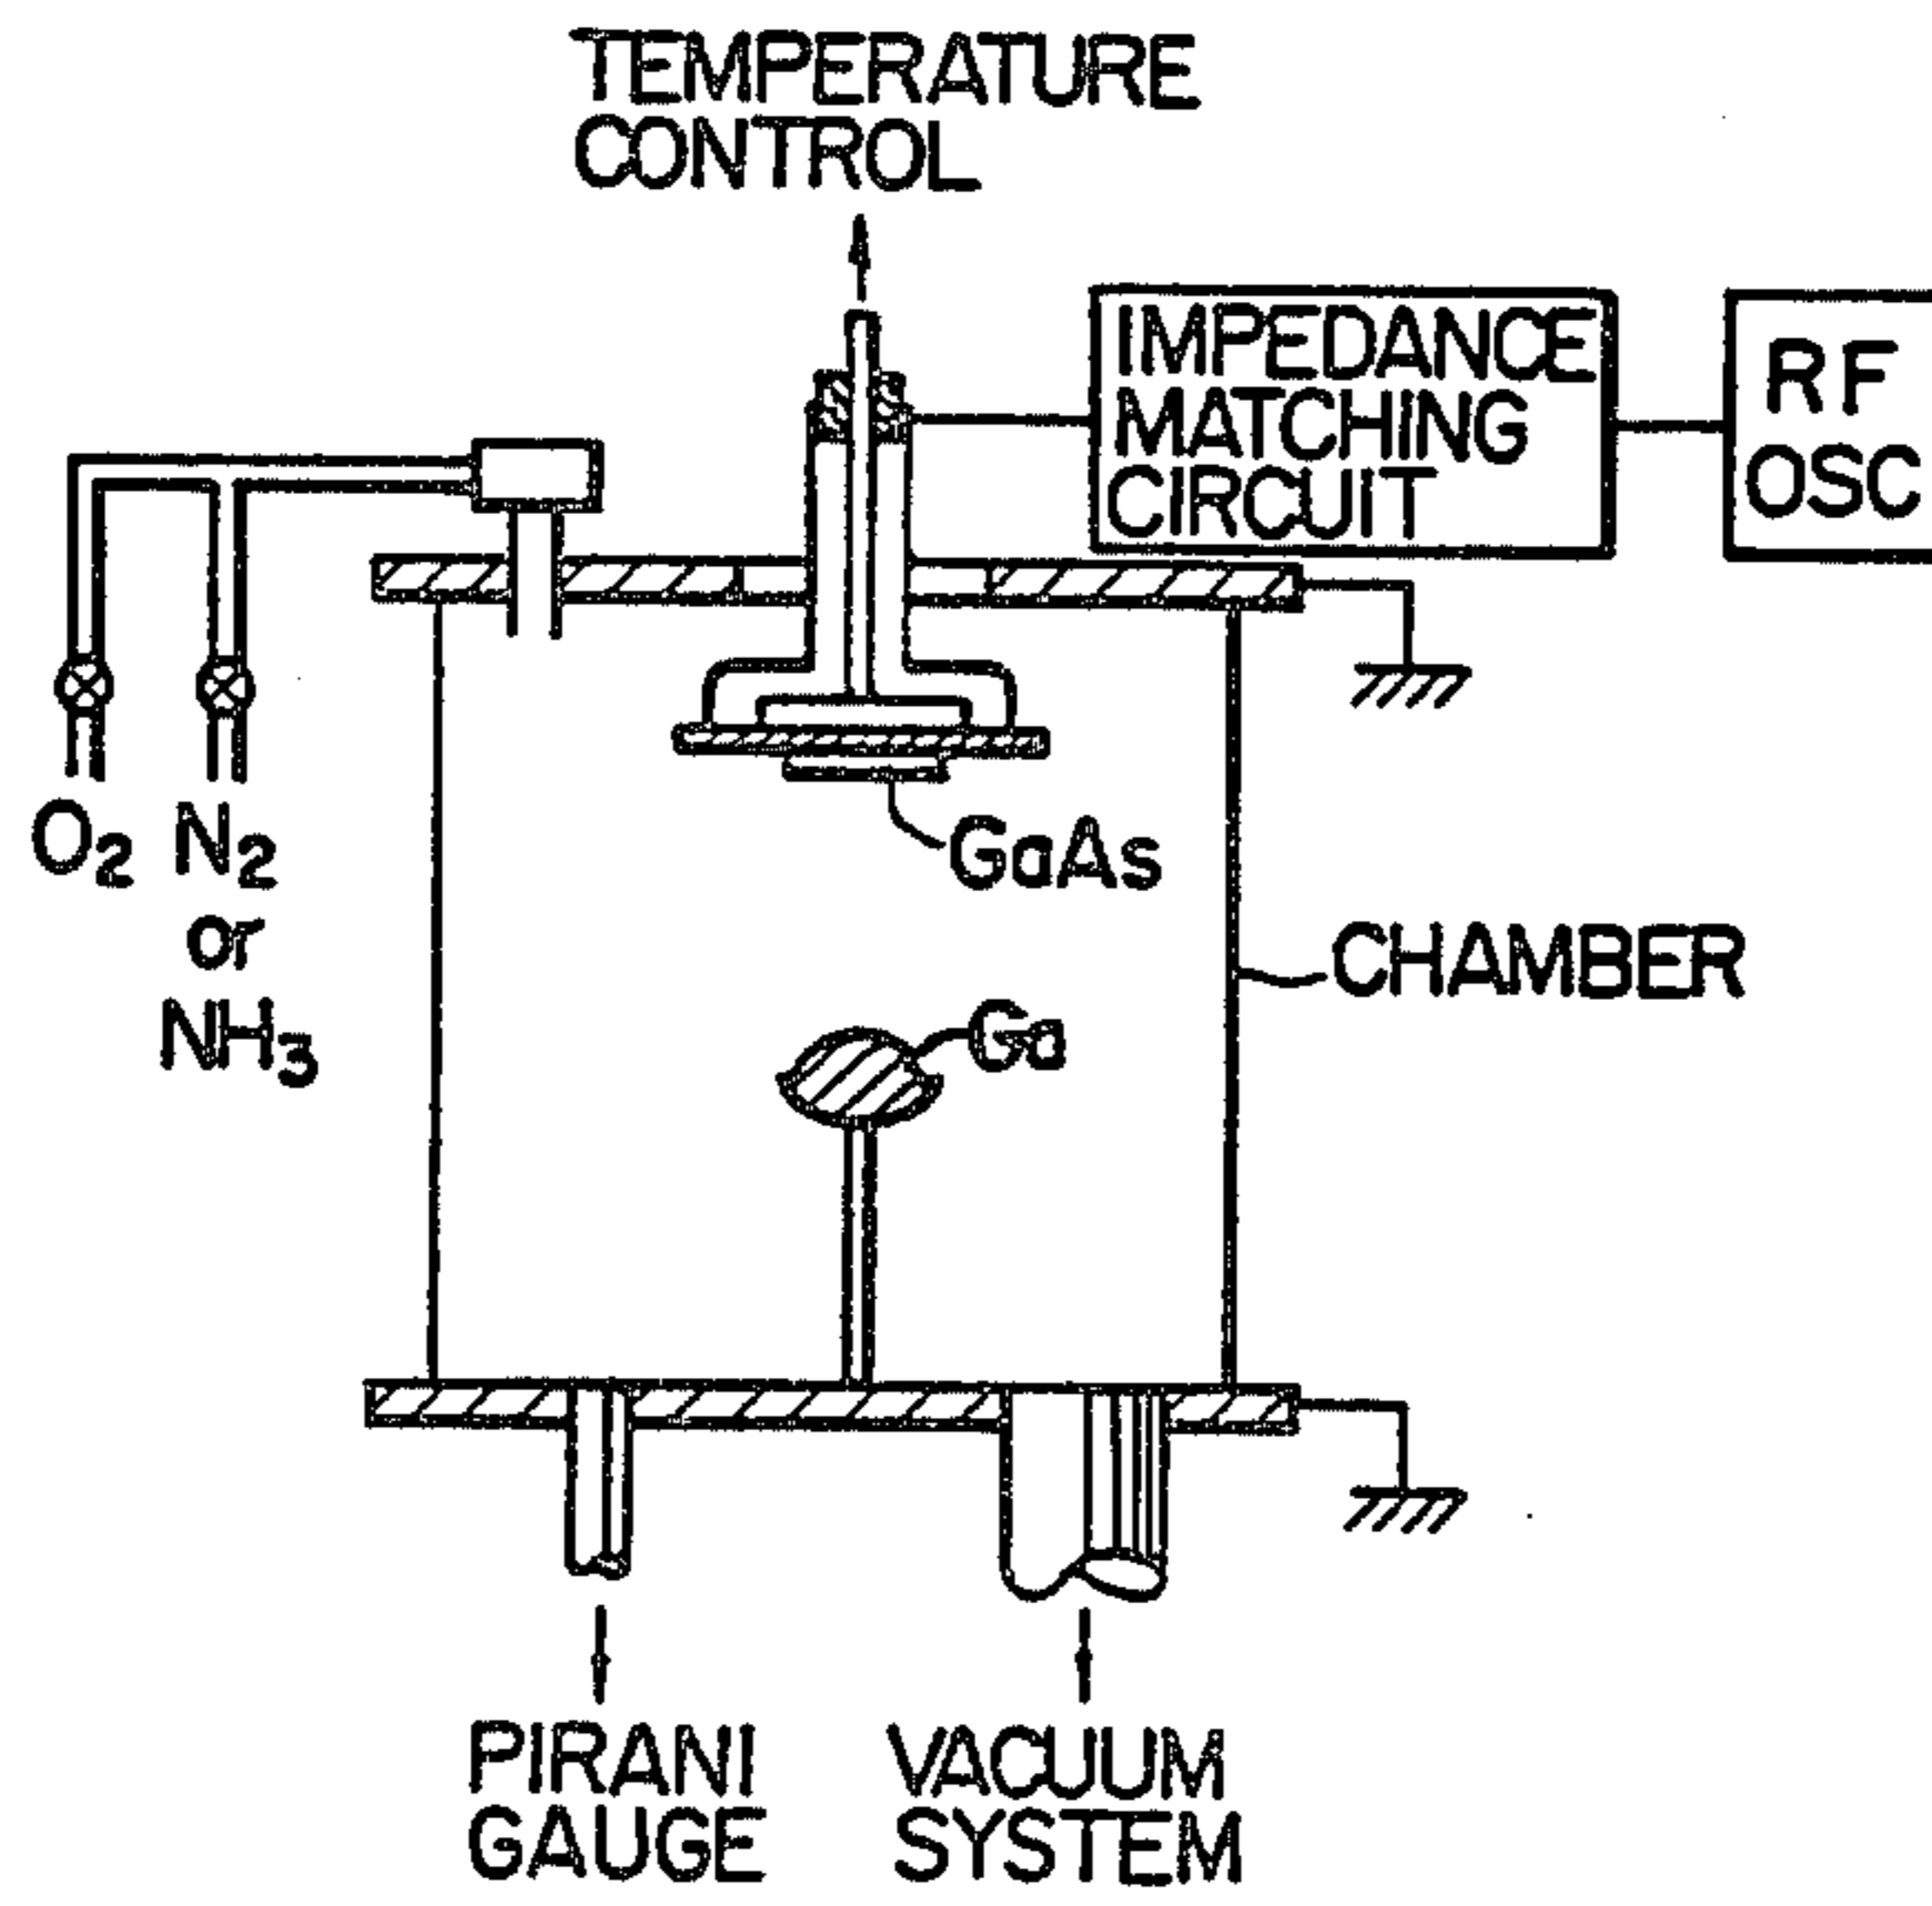 TEMPERATURE
CONTROL
IMPEDANCE
MATCHING
CIRCUIT
RF
OSC
O₂
N₂
or
NH₃
GaAs
CHAMBER
Ga
PIRANI
GAUGE
VACUUM
SYSTEM